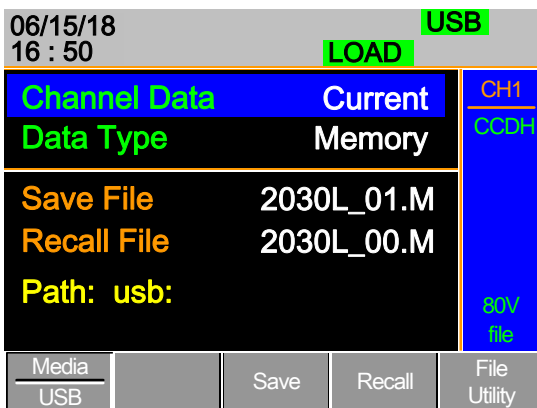 06/15/18 USB
16 : 50 LOAD
Channel Data Current CH1
Data Type Memory CCDH
Save File 2030L_01.M
Recall File 2030L_00.M
Path: usb:
80V
file
Media Save Recall File
USB Utility